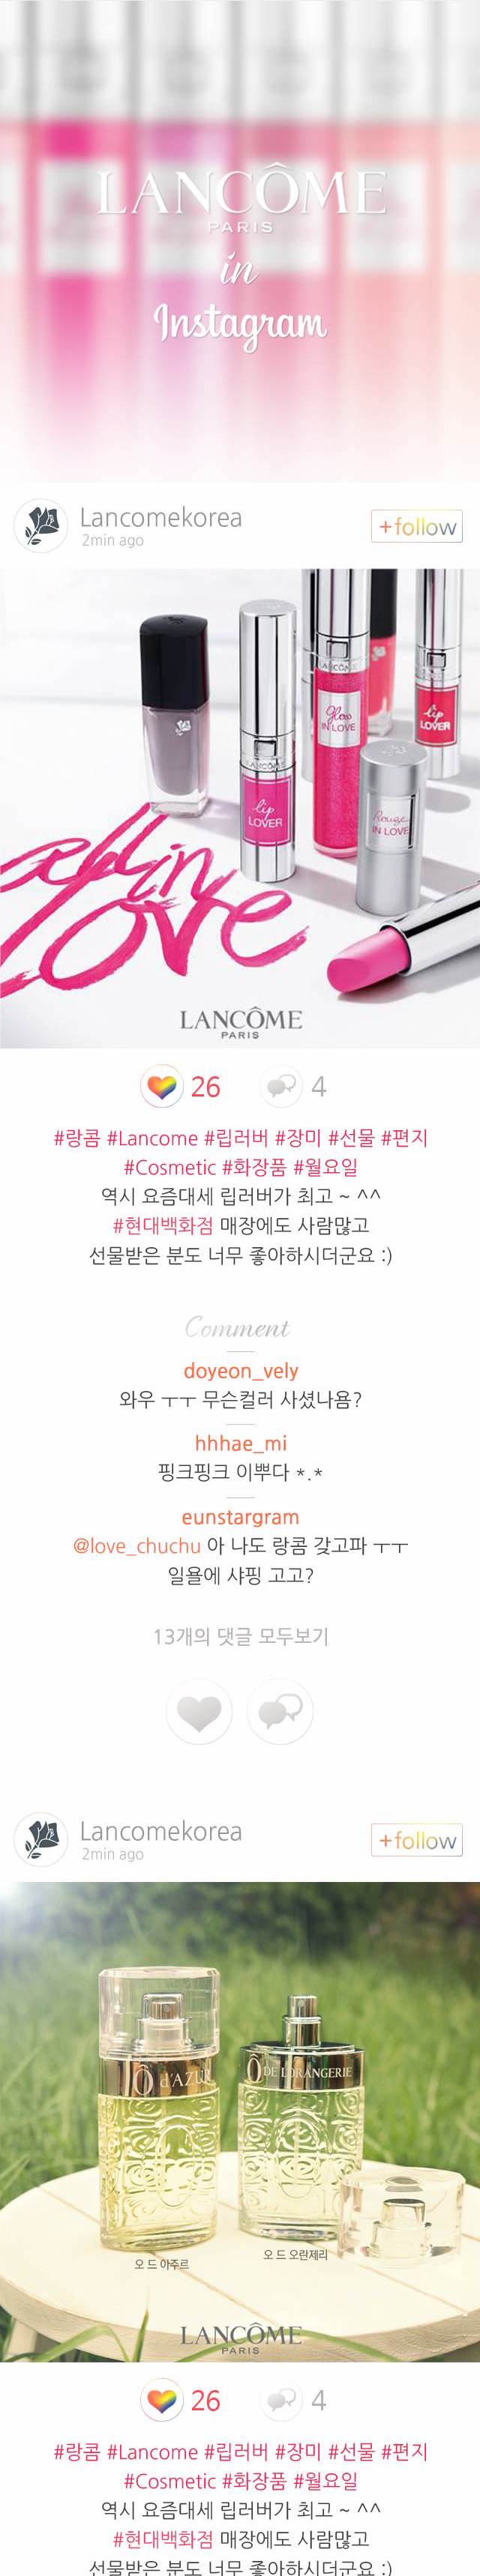 LANCÔME
PARIS
in
Instagram
Lancomekorea
2min ago
+follow
LANCÔME
Gloss
IN LOVE
lip
LOVER
LANCÔME
lip
LOVER
Rouge
IN LOVE
all in
love
LANCÔME
PARIS
26
4
#랑콤 #Lancome #립러버 #장미 #선물 #편지
#Cosmetic #화장품 #월요일
역시 요즘대세 립러버가 최고 ~ ^^
#현대백화점 매장에도 사람많고
선물받은 분도 너무 좋아하시더군요 :)
Comment
doyeon_vely
와우 ㅜㅜ 무슨컬러 사셨나욤?
hhhae_mi
핑크핑크 이뿌다 *.*
eunstargram
@love_chuchu 아 나도 랑콤 갖고파 ㅜㅜ
일욜에 샤핑 고고?
13개의 댓글 모두보기
Lancomekorea
2min ago
+follow
Ô d'AZUR
Ô DE L'ORANGERIE
오 드 아주르
오 드 오란제리
LANCÔME
PARIS
26
4
#랑콤 #Lancome #립러버 #장미 #선물 #편지
#Cosmetic #화장품 #월요일
역시 요즘대세 립러버가 최고 ~ ^^
#현대백화점 매장에도 사람많고
선물받은 분도 너무 좋아하시더군요 :)